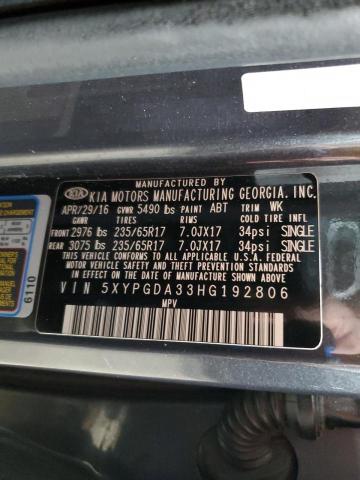 MANUFACTURED BY
KIA KIA MOTORS MANUFACTURING GEORGIA, INC.
APR/29/16 GVWR 5490 lbs PAINT ABT TRIM WK
GAWR TIRES RIMS COLD TIRE INFL
FRONT 2976 lbs 235/65R17 7.0JX17 34psi SINGLE
REAR 3075 lbs 235/65R17 7.0JX17 34psi SINGLE
THIS VEHICLE CONFORMS TO ALL APPLICABLE U.S.A. FEDERAL
MOTOR VEHICLE SAFETY AND THEFT PREVENTION STANDARDS
IN EFFECT ON THE DATE OF MANUFACTURE SHOWN ABOVE.
VIN 5XYPGDA33HG192806
MPV
6110